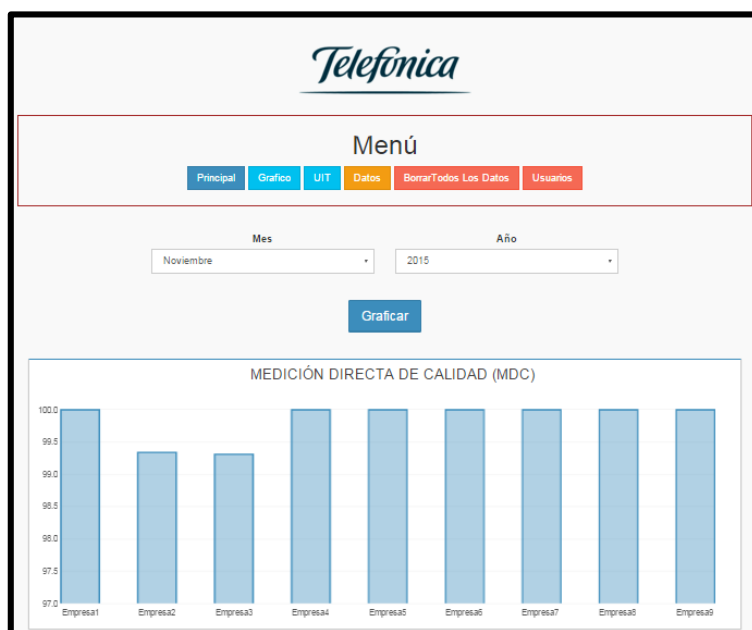 Telefónica
Menú
Principal Grafico UIT Datos BorrarTodos Los Datos Usuarios
Mes Año
Noviembre 2015
Graficar
MEDICIÓN DIRECTA DE CALIDAD (MDC)
100.0
99.5
99.0
98.5
98.0
97.5
97.0
Empresa1 Empresa2 Empresa3 Empresa4 Empresa5 Empresa6 Empresa7 Empresa8 Empresa9